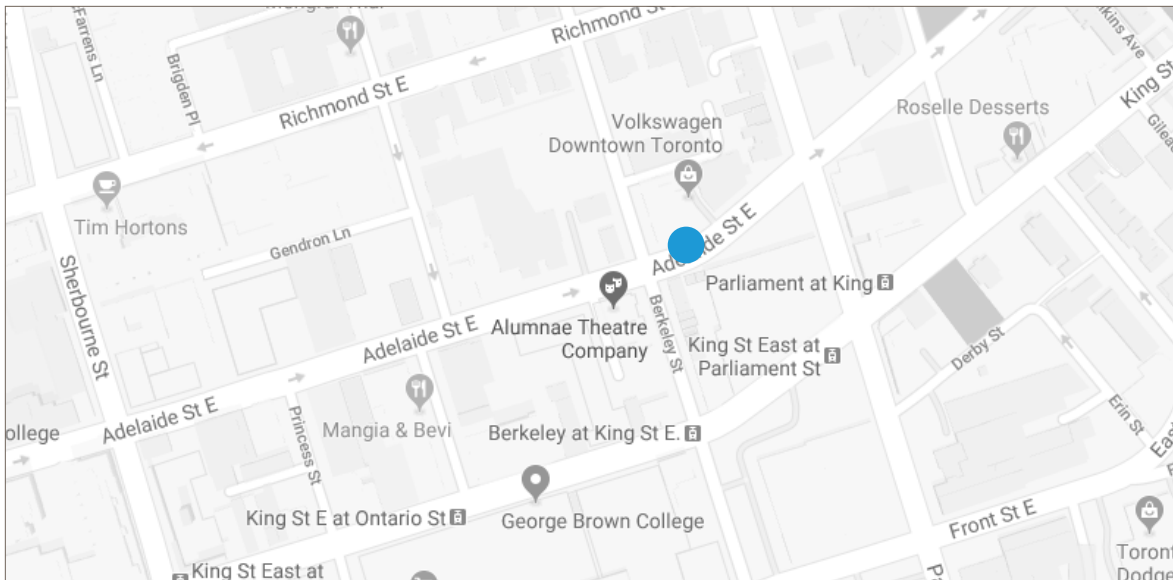 Richmond St E
Farrens Ln
Brigden Pl
Richmond St E
King St
Roselle Desserts
Volkswagen
Downtown Toronto
Tim Hortons
Gendron Ln
Adelaide St E
Sherbourne St
Parliament at King
Alumnae Theatre
Company
Berkeley St
King St East at
Parliament St
Derby St
Adelaide St E
Adelaide St E
Princess St
Mangia & Bevi
Berkeley at King St E.
Erin St
ollege
King St E at Ontario St
George Brown College
Front St E
Toront
Dodge
King St East at